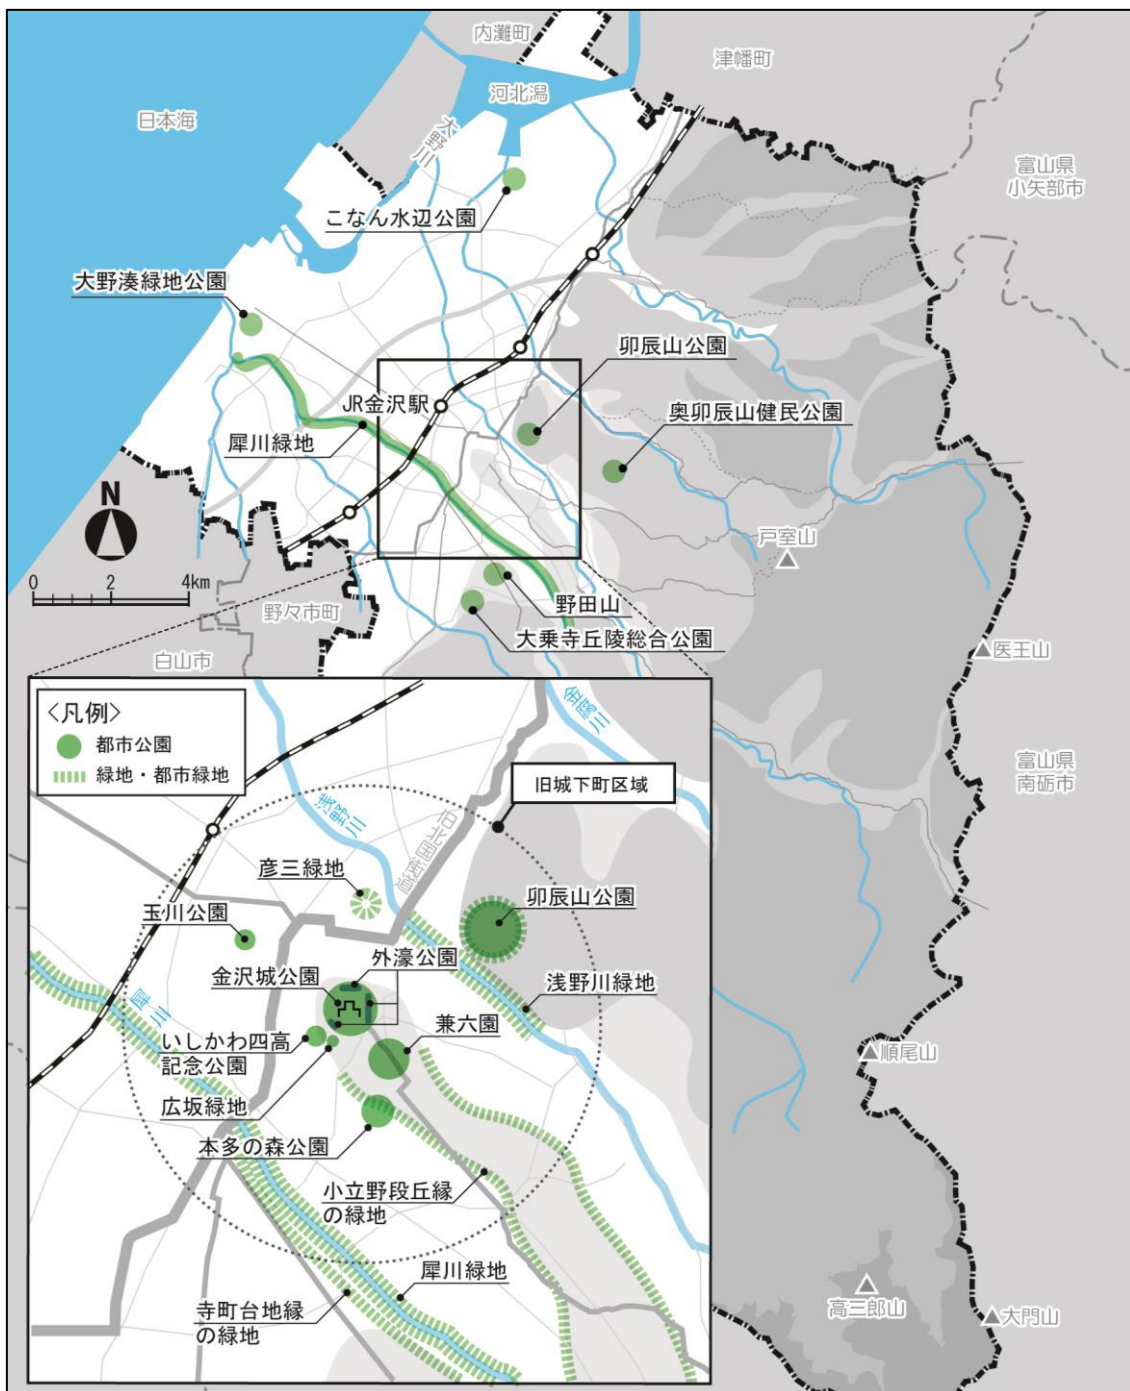 内灘町
津幡町
河北潟
日本海
大野川
富山県
小矢部市
こなん水辺公園
大野湊緑地公園
卯辰山公園
JR金沢駅
奥卯辰山健民公園
犀川緑地
N
戸室山
0 2 4km
野田山
野々市町
大乗寺丘陵総合公園
白山市
医王山
金腐川
<凡例>
都市公園
緑地・都市緑地
富山県
南砺市
旧城下町区域
浅野川
旧北国街道
彦三緑地
卯辰山公園
玉川公園
外濠公園
金沢城公園
浅野川緑地
犀川
兼六園
いしかわ四高
記念公園
順尾山
広坂緑地
本多の森公園
小立野段丘縁
の緑地
犀川緑地
寺町台地縁
の緑地
高三郎山
大門山